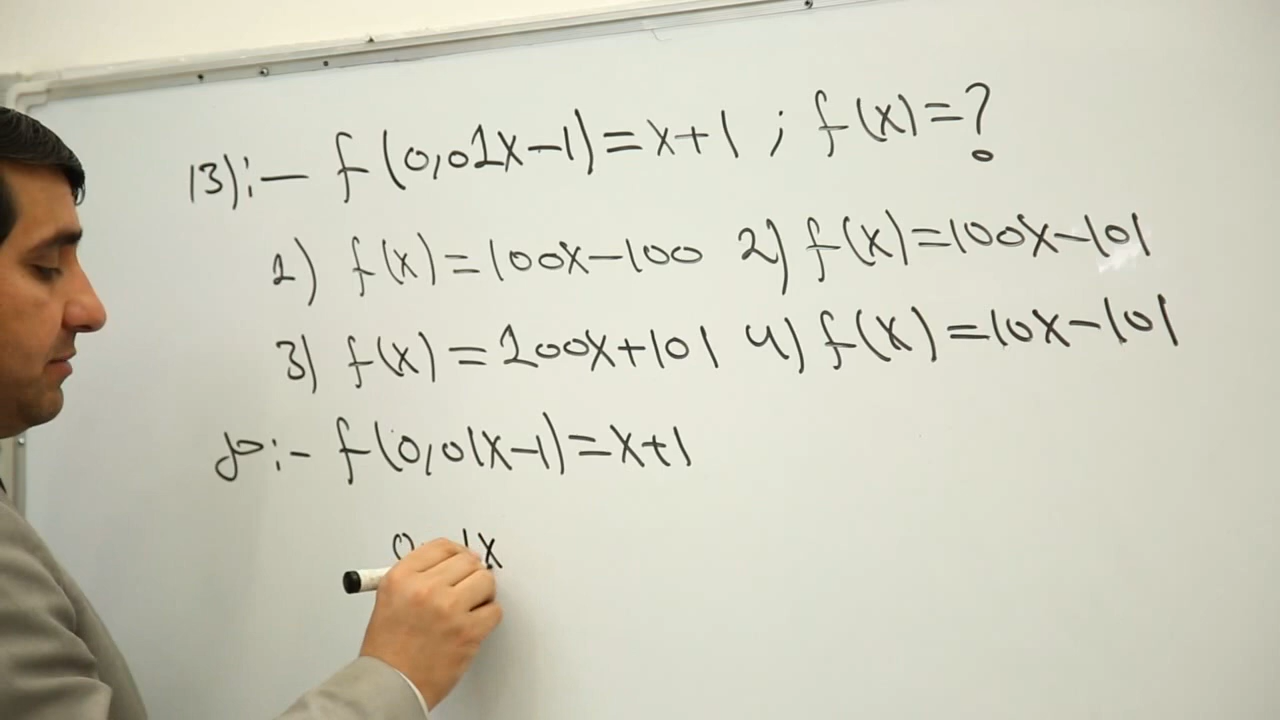 13):- f(0,01x-1)=x+1 ; f(x)=?
1) f(x)=100x-100 2) f(x)=100x-101
3) f(x)=100x+101 4) f(x)=10x-101
حل:- f(0,01x-1)=x+1